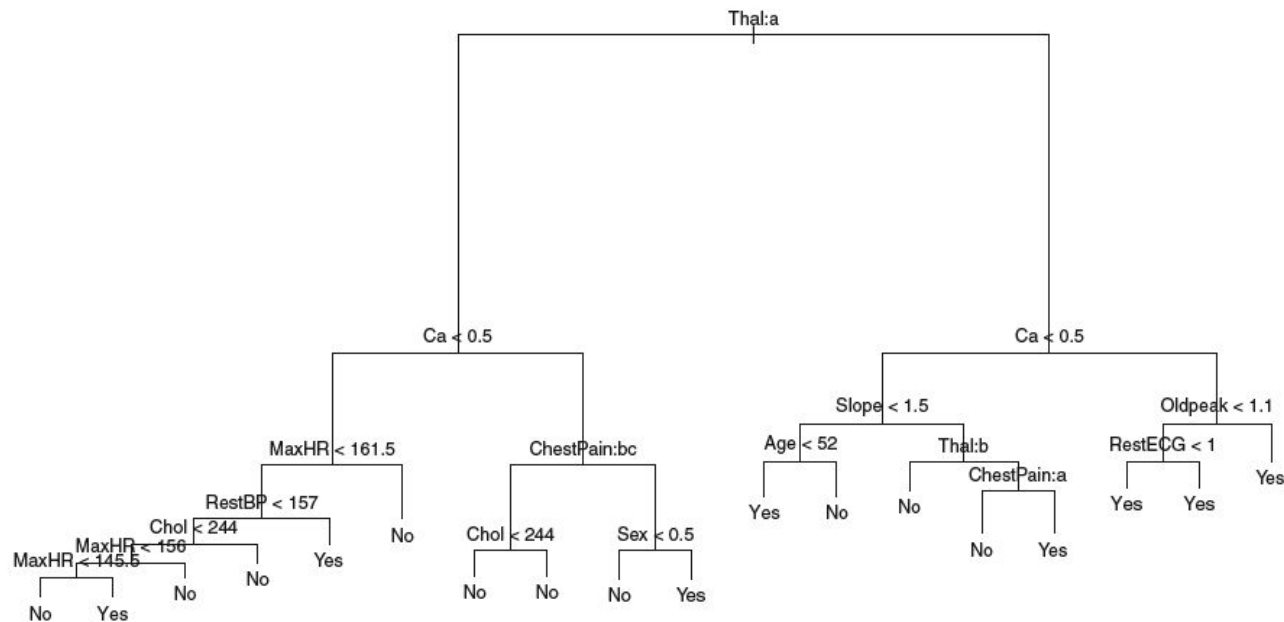 Thal:a
Ca < 0.5
Ca < 0.5
Slope < 1.5
Oldpeak < 1.1
MaxHR < 161.5
ChestPain:bc
Age < 52
Thal:b
RestECG < 1
ChestPain:a
Yes
RestBP < 157
Yes
No
No
Yes
Yes
Chol < 244
No
Chol < 244
Sex < 0.5
No
Yes
MaxHR < 156
Yes
MaxHR < 145.5
No
No
No
No
No
Yes
No
Yes